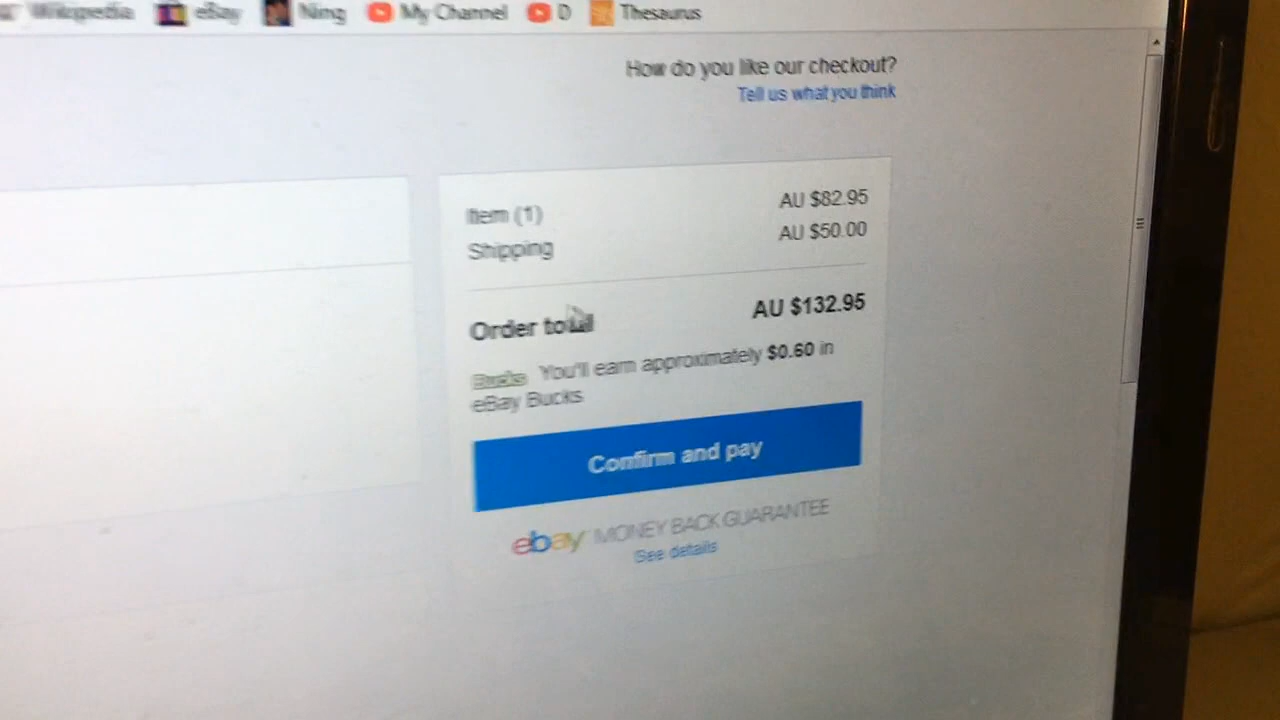 Wikipedia eBay Ning My Channel D Thesaurus
How do you like our checkout?
Tell us what you think
Item (1) AU $82.95
Shipping AU $50.00
Order total AU $132.95
Bucks You'll earn approximately $0.60 in
eBay Bucks
Confirm and pay
ebay MONEY BACK GUARANTEE
See details